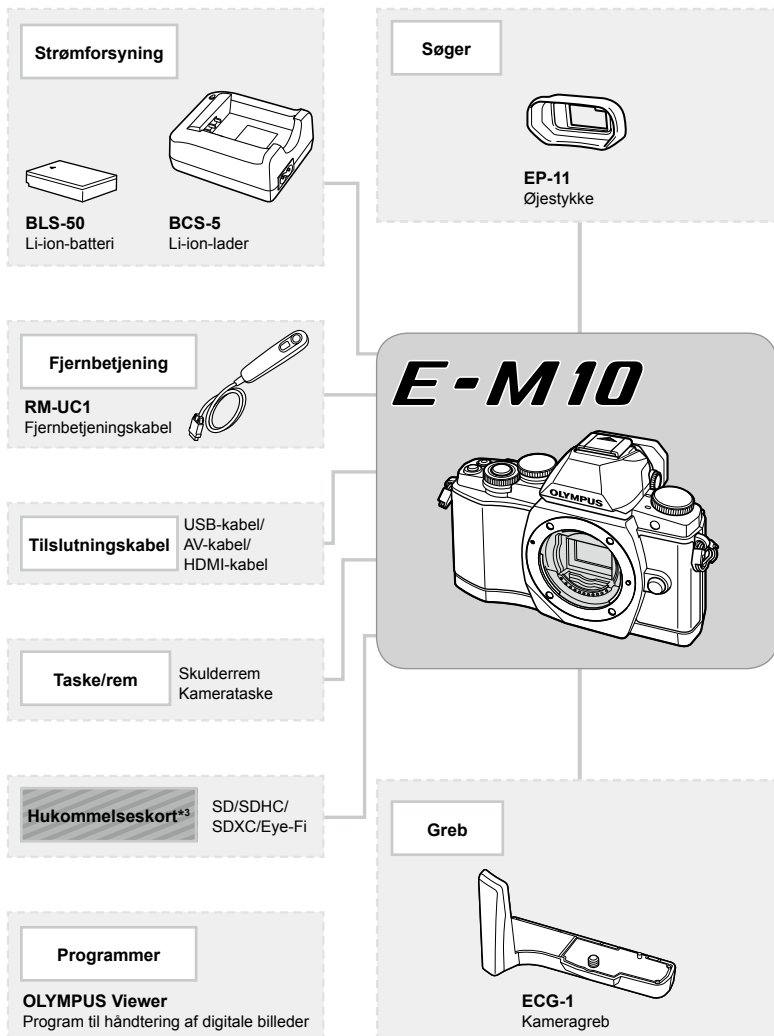 Strømforsyning
BLS-50
Li-ion-batteri
BCS-5
Li-ion-lader
Søger
EP-11
Øjestykke
Fjernbetjening
RM-UC1
Fjernbetjeningskabel
E-M10
OLYMPUS
Tilslutningskabel
USB-kabel/
AV-kabel/
HDMI-kabel
Taske/rem
Skulderrem
Kamerataske
Hukommelseskort*3
SD/SDHC/
SDXC/Eye-Fi
Greb
ECG-1
Kameragreb
Programmer
OLYMPUS Viewer
Program til håndtering af digitale billeder